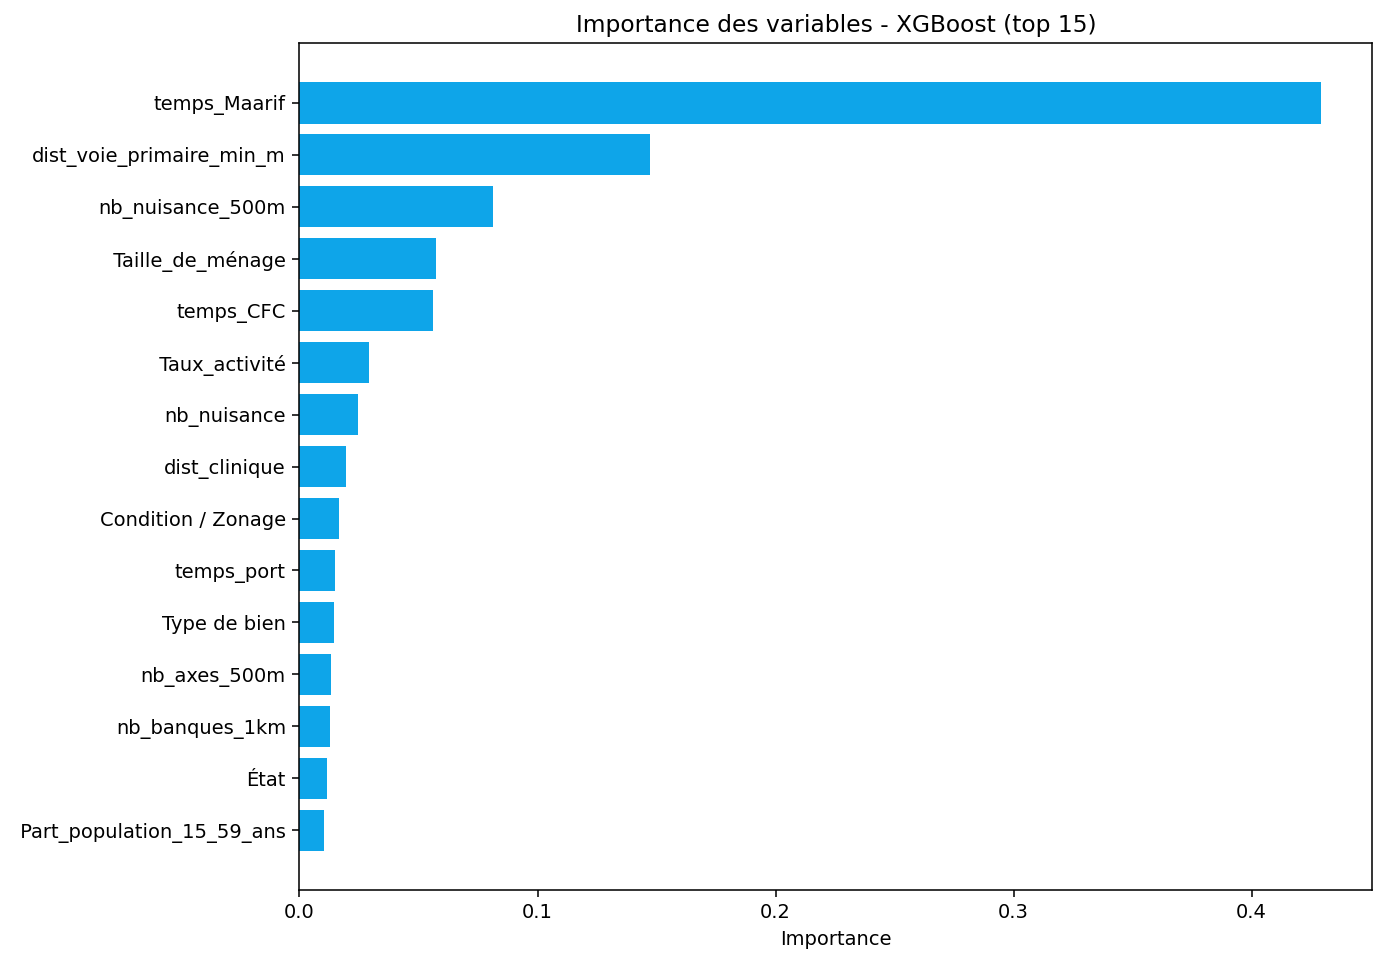 Importance des variables - XGBoost (top 15)
temps_Maarif
dist_voie_primaire_min_m
nb_nuisance_500m
Taille_de_ménage
temps_CFC
Taux_activité
nb_nuisance
dist_clinique
Condition / Zonage
temps_port
Type de bien
nb_axes_500m
nb_banques_1km
État
Part_population_15_59_ans
0.0 0.1 0.2 0.3 0.4
Importance